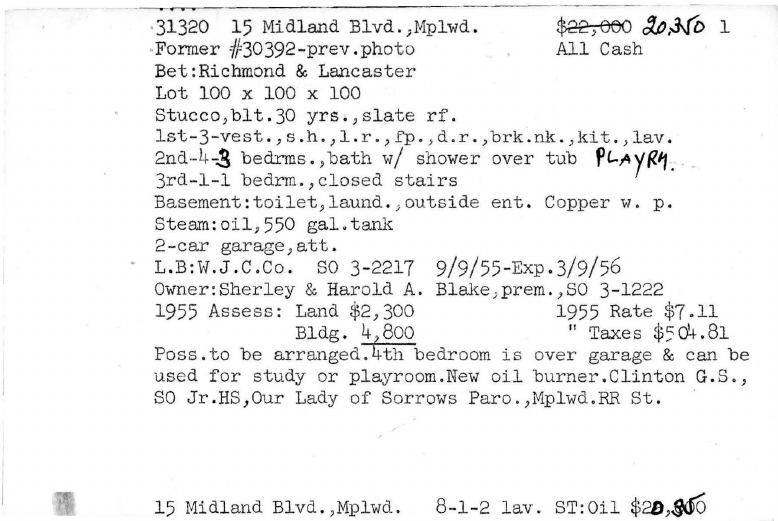 31320  15 Midland Blvd.,Mplwd.  $22,000 20,350 1
Former #30392-prev.photo  All Cash
Bet:Richmond & Lancaster
Lot 100 x 100 x 100
Stucco,blt.30 yrs.,slate rf.
1st-3-vest.,s.h.,l.r.,fp.,d.r.,brk.nk.,kit.,lav.
2nd-4-3 bedrms.,bath w/ shower over tub PLAYRM.
3rd-1-1 bedrm.,closed stairs
Basement:toilet,laund.,outside ent. Copper w. p.
Steam:oil,550 gal.tank
2-car garage,att.
L.B:W.J.C.Co.  SO 3-2217  9/9/55-Exp.3/9/56
Owner:Sherley & Harold A. Blake,prem.,SO 3-1222
1955 Assess: Land $2,300  1955 Rate $7.11
Bldg. 4,800  " Taxes $504.81
Poss.to be arranged.4th bedroom is over garage & can be
used for study or playroom.New oil burner.Clinton G.S.,
SO Jr.HS,Our Lady of Sorrows Paro.,Mplwd.RR St.
15 Midland Blvd.,Mplwd.  8-1-2 lav. ST:Oil $20,350